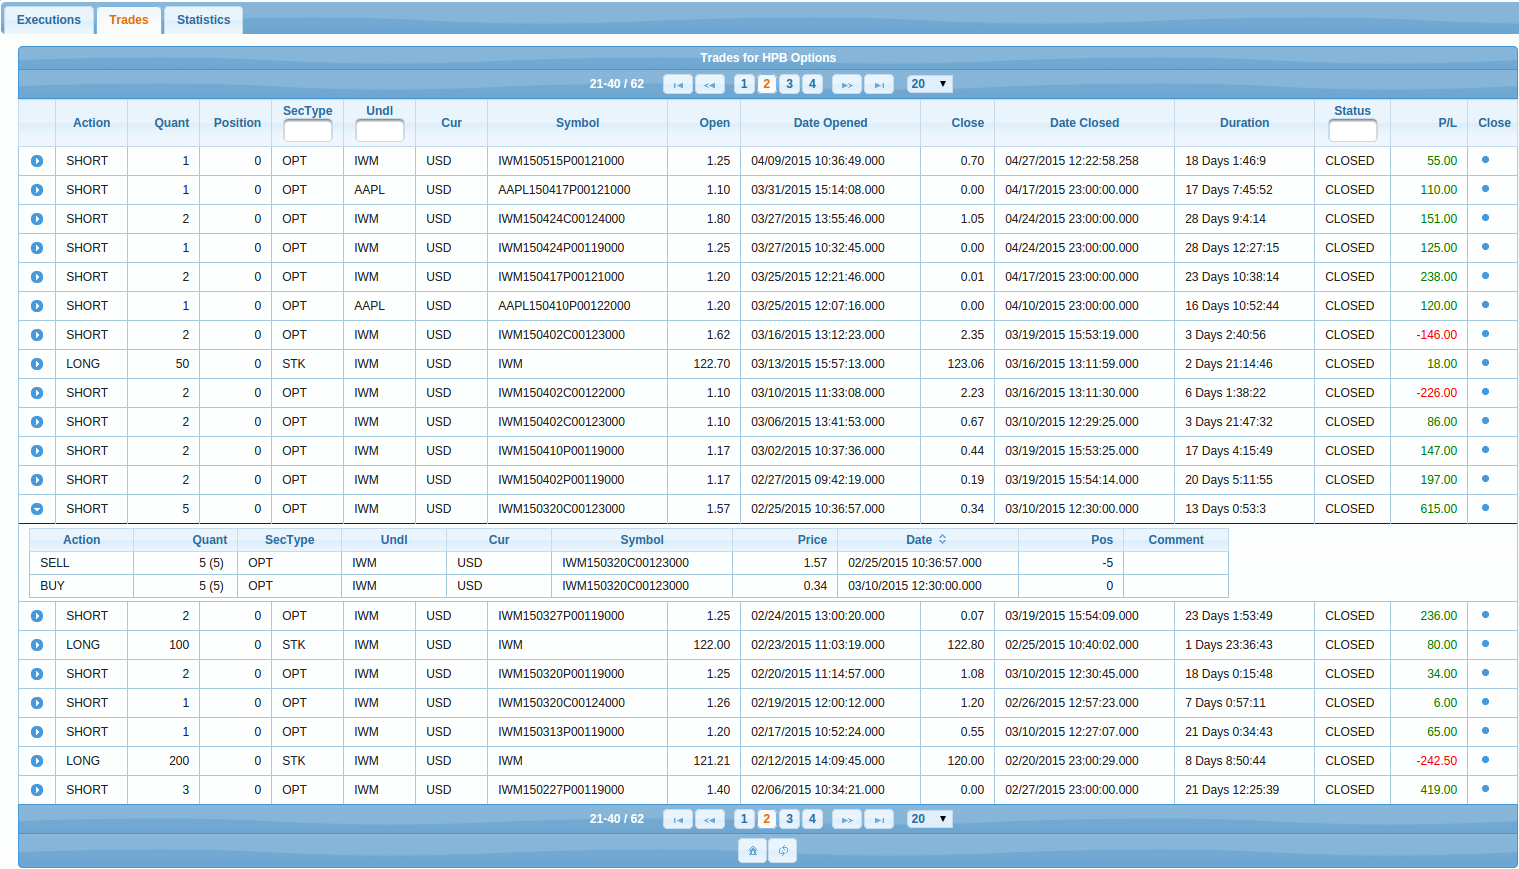 Executions Trades Statistics
Trades for HPB Options
21-40 / 62 1 2 3 4 20
Action Quant Position SecType Undl Cur Symbol Open Date Opened Close Date Closed Duration Status P/L Close
SHORT 1 0 OPT IWM USD IWM150515P00121000 1.25 04/09/2015 10:36:49.000 0.70 04/27/2015 12:22:58.258 18 Days 1:46:9 CLOSED 55.00
SHORT 1 0 OPT AAPL USD AAPL150417P00121000 1.10 03/31/2015 15:14:08.000 0.00 04/17/2015 23:00:00.000 17 Days 7:45:52 CLOSED 110.00
SHORT 2 0 OPT IWM USD IWM150424C00124000 1.80 03/27/2015 13:55:46.000 1.05 04/24/2015 23:00:00.000 28 Days 9:4:14 CLOSED 151.00
SHORT 1 0 OPT IWM USD IWM150424P00119000 1.25 03/27/2015 10:32:45.000 0.00 04/24/2015 23:00:00.000 28 Days 12:27:15 CLOSED 125.00
SHORT 2 0 OPT IWM USD IWM150417P00121000 1.20 03/25/2015 12:21:46.000 0.01 04/17/2015 23:00:00.000 23 Days 10:38:14 CLOSED 238.00
SHORT 1 0 OPT AAPL USD AAPL150410P00122000 1.20 03/25/2015 12:07:16.000 0.00 04/10/2015 23:00:00.000 16 Days 10:52:44 CLOSED 120.00
SHORT 2 0 OPT IWM USD IWM150402C00123000 1.62 03/16/2015 13:12:23.000 2.35 03/19/2015 15:53:19.000 3 Days 2:40:56 CLOSED -146.00
LONG 50 0 STK IWM USD IWM 122.70 03/13/2015 15:57:13.000 123.06 03/16/2015 13:11:59.000 2 Days 21:14:46 CLOSED 18.00
SHORT 2 0 OPT IWM USD IWM150402C00122000 1.10 03/10/2015 11:33:08.000 2.23 03/16/2015 13:11:30.000 6 Days 1:38:22 CLOSED -226.00
SHORT 2 0 OPT IWM USD IWM150402C00123000 1.10 03/06/2015 13:41:53.000 0.67 03/10/2015 12:29:25.000 3 Days 21:47:32 CLOSED 86.00
SHORT 2 0 OPT IWM USD IWM150410P00119000 1.17 03/02/2015 10:37:36.000 0.44 03/19/2015 15:53:25.000 17 Days 4:15:49 CLOSED 147.00
SHORT 2 0 OPT IWM USD IWM150402P00119000 1.17 02/27/2015 09:42:19.000 0.19 03/19/2015 15:54:14.000 20 Days 5:11:55 CLOSED 197.00
SHORT 5 0 OPT IWM USD IWM150320C00123000 1.57 02/25/2015 10:36:57.000 0.34 03/10/2015 12:30:00.000 13 Days 0:53:3 CLOSED 615.00
Action Quant SecType Undl Cur Symbol Price Date Pos Comment
SELL 5 (5) OPT IWM USD IWM150320C00123000 1.57 02/25/2015 10:36:57.000 -5
BUY 5 (5) OPT IWM USD IWM150320C00123000 0.34 03/10/2015 12:30:00.000 0
SHORT 2 0 OPT IWM USD IWM150327P00119000 1.25 02/24/2015 13:00:20.000 0.07 03/19/2015 15:54:09.000 23 Days 1:53:49 CLOSED 236.00
LONG 100 0 STK IWM USD IWM 122.00 02/23/2015 11:03:19.000 122.80 02/25/2015 10:40:02.000 1 Days 23:36:43 CLOSED 80.00
SHORT 2 0 OPT IWM USD IWM150320P00119000 1.25 02/20/2015 11:14:57.000 1.08 03/10/2015 12:30:45.000 18 Days 0:15:48 CLOSED 34.00
SHORT 1 0 OPT IWM USD IWM150320C00124000 1.26 02/19/2015 12:00:12.000 1.20 02/26/2015 12:57:23.000 7 Days 0:57:11 CLOSED 6.00
SHORT 1 0 OPT IWM USD IWM150313P00119000 1.20 02/17/2015 10:52:24.000 0.55 03/10/2015 12:27:07.000 21 Days 0:34:43 CLOSED 65.00
LONG 200 0 STK IWM USD IWM 121.21 02/12/2015 14:09:45.000 120.00 02/20/2015 23:00:29.000 8 Days 8:50:44 CLOSED -242.50
SHORT 3 0 OPT IWM USD IWM150227P00119000 1.40 02/06/2015 10:34:21.000 0.00 02/27/2015 23:00:00.000 21 Days 12:25:39 CLOSED 419.00
21-40 / 62 1 2 3 4 20